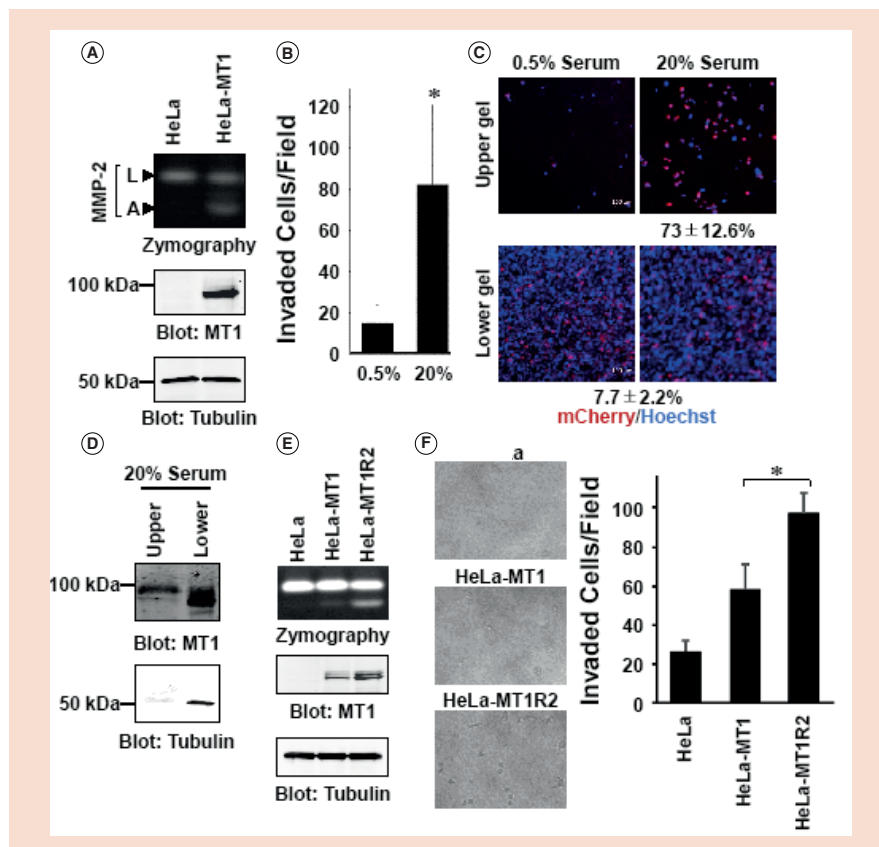 A
HeLa
HeLa-MT1
MMP-2
L
A
Zymography
100 kDa
Blot: MT1
50 kDa
Blot: Tubulin
B
*
Invaded Cells/Field
120
100
80
60
40
20
0
0.5%
20%
C
0.5% Serum
20% Serum
Upper gel
73 ± 12.6%
Lower gel
7.7 ± 2.2%
mCherry/Hoechst
D
20% Serum
Upper
Lower
100 kDa
Blot: MT1
50 kDa
Blot: Tubulin
E
HeLa
HeLa-MT1
HeLa-MT1R2
Zymography
Blot: MT1
Blot: Tubulin
F
a
HeLa-MT1
HeLa-MT1R2
Invaded Cells/Field
100
80
60
40
20
0
*
HeLa
HeLa-MT1
HeLa-MT1R2